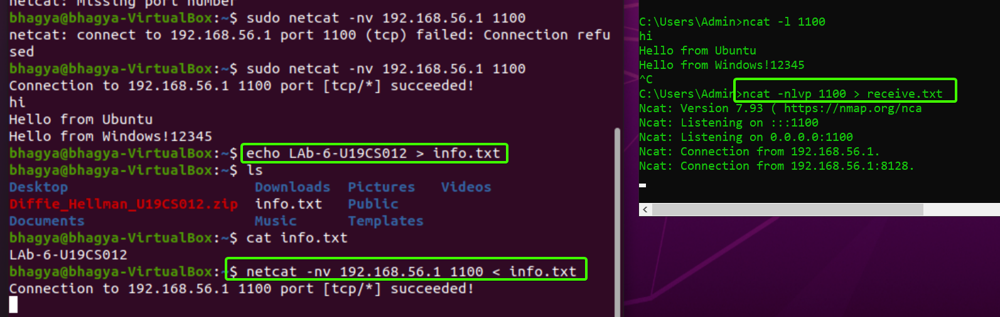 netcat: missing port number
bhagya@bhagya-VirtualBox:~$ sudo netcat -nv 192.168.56.1 1100
netcat: connect to 192.168.56.1 port 1100 (tcp) failed: Connection refu
sed
bhagya@bhagya-VirtualBox:~$ sudo netcat -nv 192.168.56.1 1100
Connection to 192.168.56.1 1100 port [tcp/*] succeeded!
hi
Hello from Ubuntu
Hello from Windows!12345
bhagya@bhagya-VirtualBox:~$ echo LAb-6-U19CS012 > info.txt
bhagya@bhagya-VirtualBox:~$ ls
Desktop Downloads Pictures Videos
Diffie_Hellman_U19CS012.zip info.txt Public
Documents Music Templates
bhagya@bhagya-VirtualBox:~$ cat info.txt
LAb-6-U19CS012
bhagya@bhagya-VirtualBox:~$ netcat -nv 192.168.56.1 1100 < info.txt
Connection to 192.168.56.1 1100 port [tcp/*] succeeded!
C:\Users\Admin>ncat -l 1100
hi
Hello from Ubuntu
Hello from Windows!12345
^C
C:\Users\Admin>ncat -nlvp 1100 > receive.txt
Ncat: Version 7.93 ( https://nmap.org/nca
Ncat: Listening on :::1100
Ncat: Listening on 0.0.0.0:1100
Ncat: Connection from 192.168.56.1.
Ncat: Connection from 192.168.56.1:8128.